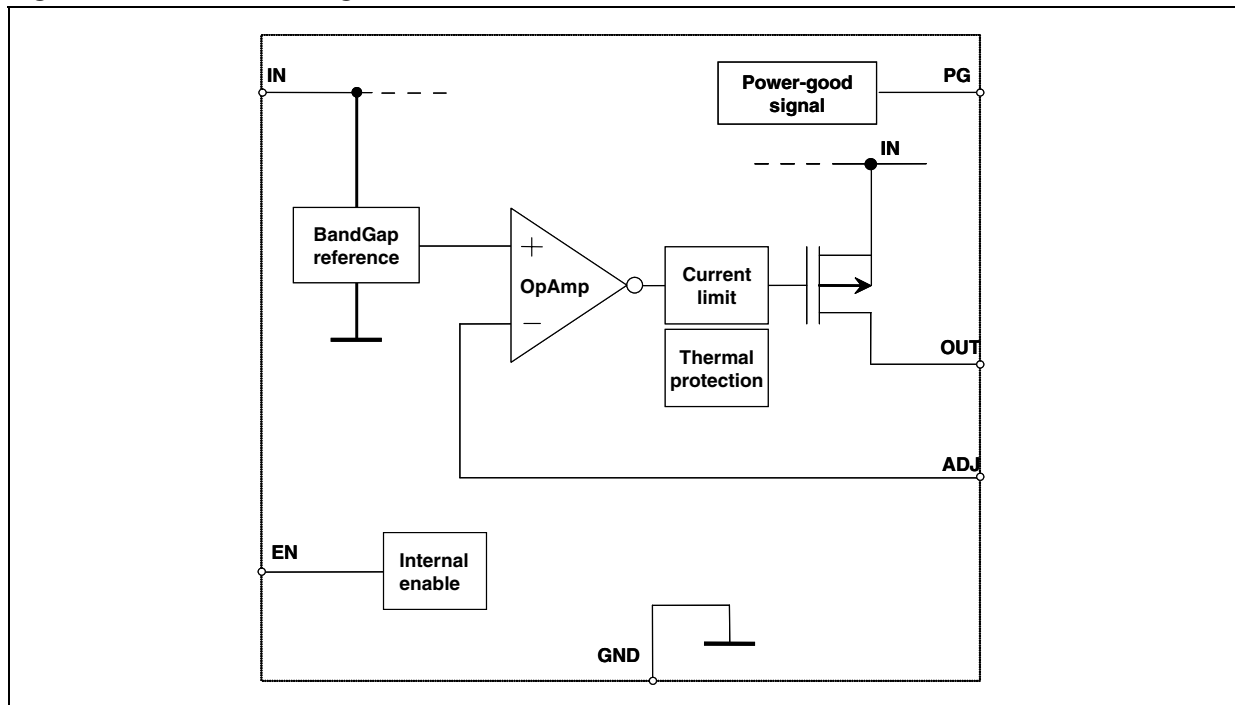 IN
PG
Power-good
signal
IN
BandGap
reference
+
OpAmp
−
Current
limit
Thermal
protection
OUT
ADJ
EN
Internal
enable
GND